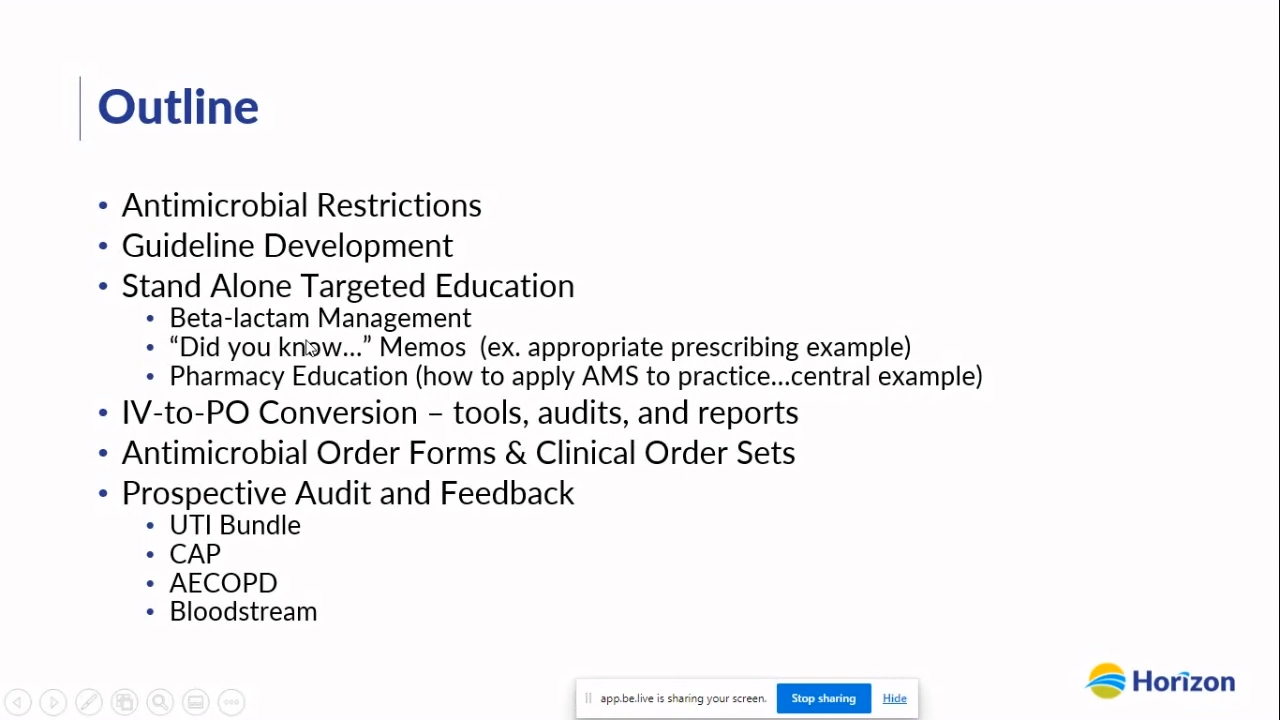 Outline
• Antimicrobial Restrictions
• Guideline Development
• Stand Alone Targeted Education
• Beta-lactam Management
• “Did you know...” Memos (ex. appropriate prescribing example)
• Pharmacy Education (how to apply AMS to practice...central example)
• IV-to-PO Conversion – tools, audits, and reports
• Antimicrobial Order Forms & Clinical Order Sets
• Prospective Audit and Feedback
• UTI Bundle
• CAP
• AECOPD
• Bloodstream
Horizon
app.be.live is sharing your screen. Stop sharing Hide